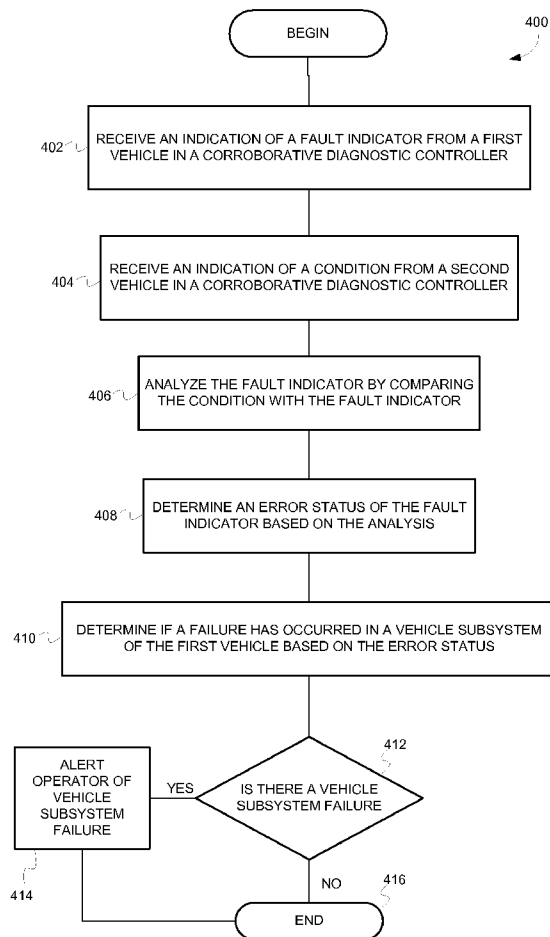 BEGIN
400
402
RECEIVE AN INDICATION OF A FAULT INDICATOR FROM A FIRST
VEHICLE IN A CORROBORATIVE DIAGNOSTIC CONTROLLER
RECEIVE AN INDICATION OF A CONDITION FROM A SECOND
VEHICLE IN A CORROBORATIVE DIAGNOSTIC CONTROLLER
404
ANALYZE THE FAULT INDICATOR BY COMPARING
THE CONDITION WITH THE FAULT INDICATOR
406
DETERMINE AN ERROR STATUS OF THE FAULT
INDICATOR BASED ON THE ANALYSIS
408
DETERMINE IF A FAILURE HAS OCCURRED IN A VEHICLE SUBSYSTEM
OF THE FIRST VEHICLE BASED ON THE ERROR STATUS
410
412
IS THERE A VEHICLE
SUBSYSTEM FAILURE
YES
ALERT
OPERATOR OF
VEHICLE
SUBSYSTEM
FAILURE
414
NO
416
END